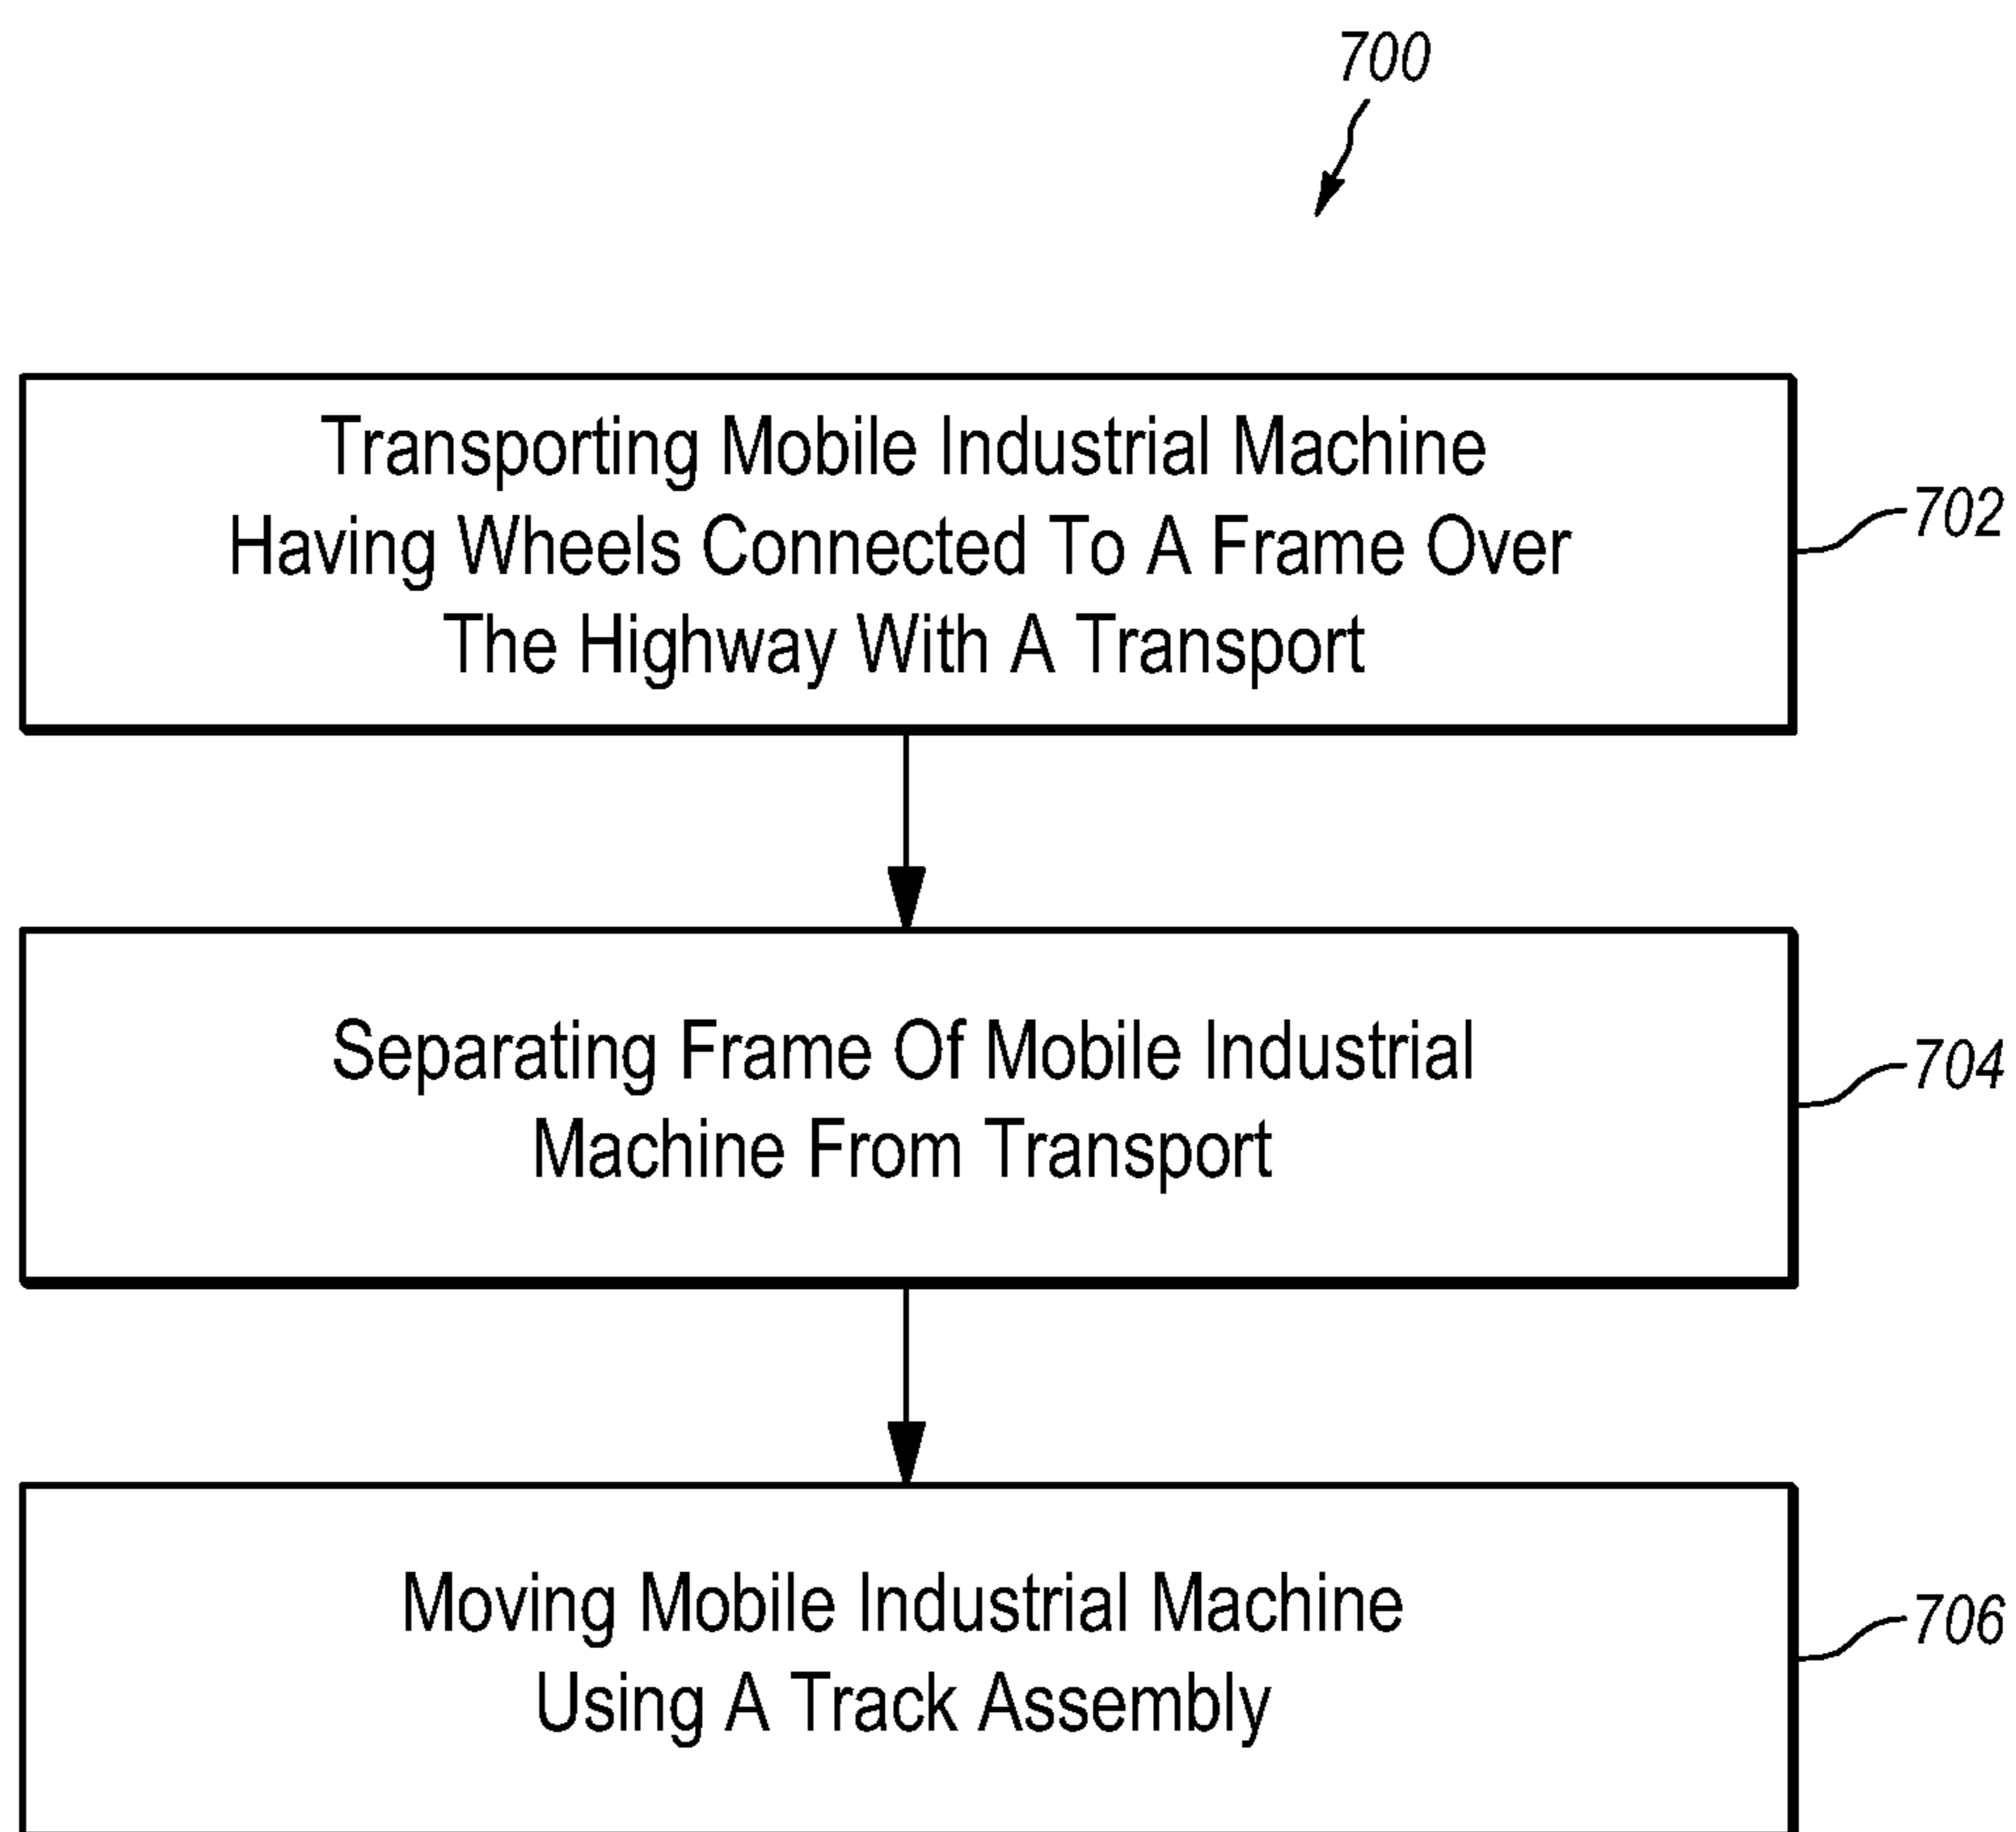 700
Transporting Mobile Industrial Machine
Having Wheels Connected To A Frame Over
The Highway With A Transport
702
Separating Frame Of Mobile Industrial
Machine From Transport
704
Moving Mobile Industrial Machine
Using A Track Assembly
706